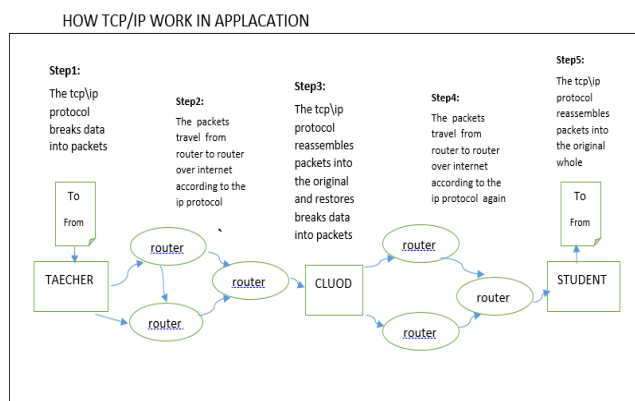 HOW TCP/IP WORK IN APPLACATION
Step1:
The tcp\ip
protocol
breaks data
into packets
Step2:
The packets
travel from
router to router
over internet
according to the
ip protocol
Step3:
The tcp\ip
protocol
reassembles
packets into
the original
and restores
breaks data
into packets
Step4:
The packets
travel from
router to router
over internet
according to the
ip protocol again
Step5:
The tcp\ip
protocol
reassembles
packets into
the original
whole
To
From
TAECHER
router
router
router
CLUOD
router
router
router
To
From
STUDENT